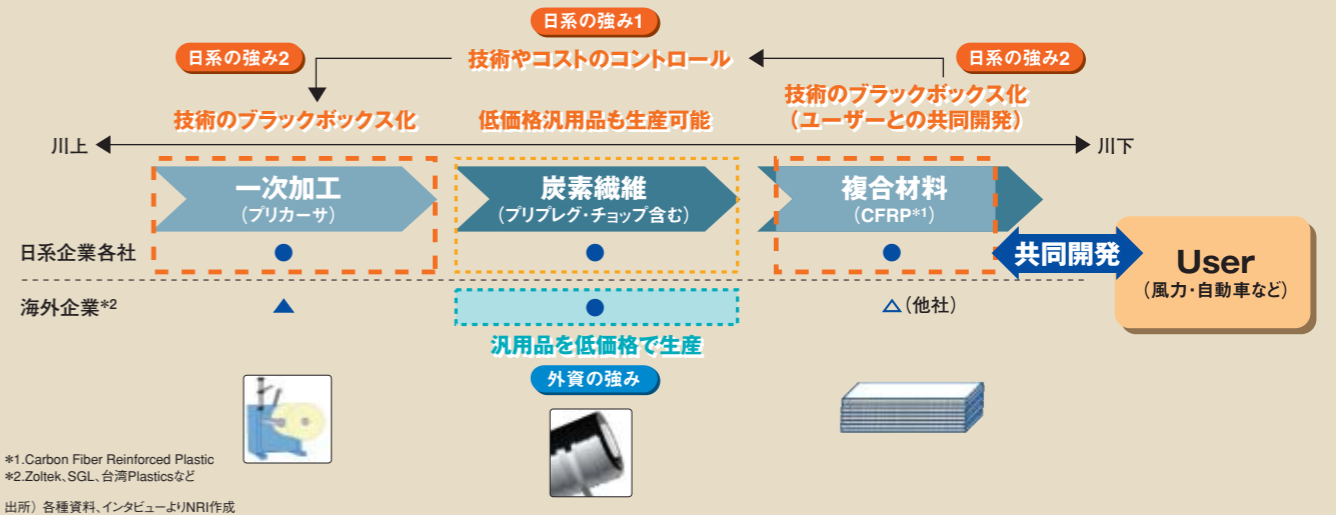 日系の強み1
日系の強み2
技術やコストのコントロール
日系の強み2
技術のブラックボックス化
低価格汎用品も生産可能
技術のブラックボックス化
(ユーザーとの共同開発)
川上
川下
一次加工
(プリカーサ)
炭素繊維
(プリプレグ・チョップ含む)
複合材料
(CFRP*1)
日系企業各社
共同開発
User
(風力・自動車など)
海外企業*2
(他社)
汎用品を低価格で生産
外資の強み
*1.Carbon Fiber Reinforced Plastic
*2.Zoltek、SGL、台湾Plasticsなど
出所) 各種資料、インタビューよりNRI作成